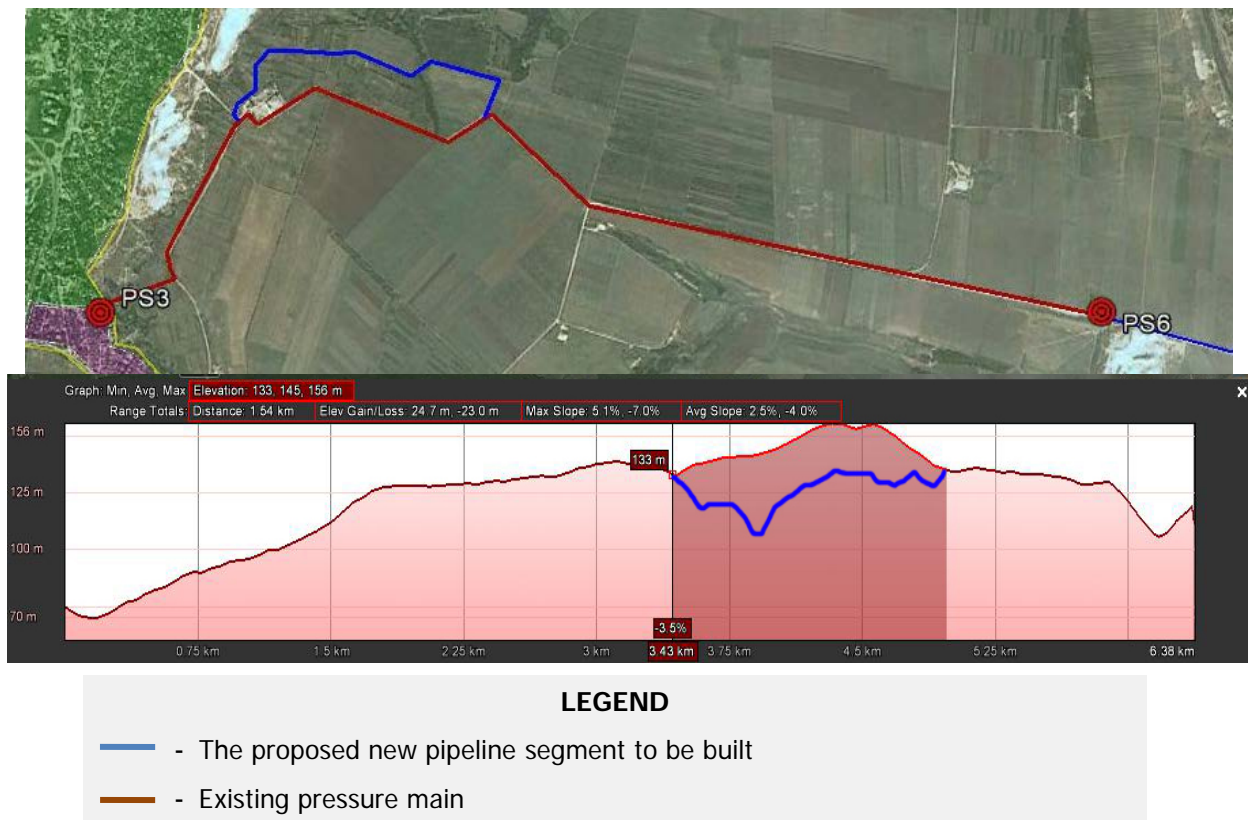 PS3
PS6
Graph: Min, Avg, Max Elevation: 133, 145, 156 m
x
Range Totals: Distance: 1.54 km Elev Gain/Loss: 24.7 m, -23.0 m Max Slope: 5.1%, -7.0% Avg Slope: 2.5%, -4.0%
156 m
133 m
125 m
100 m
70 m
-3.5%
0.75 km 1.5 km 2.25 km 3 km 3.43 km 3.75 km 4.5 km 5.25 km 6.38 km
LEGEND
- The proposed new pipeline segment to be built
- Existing pressure main